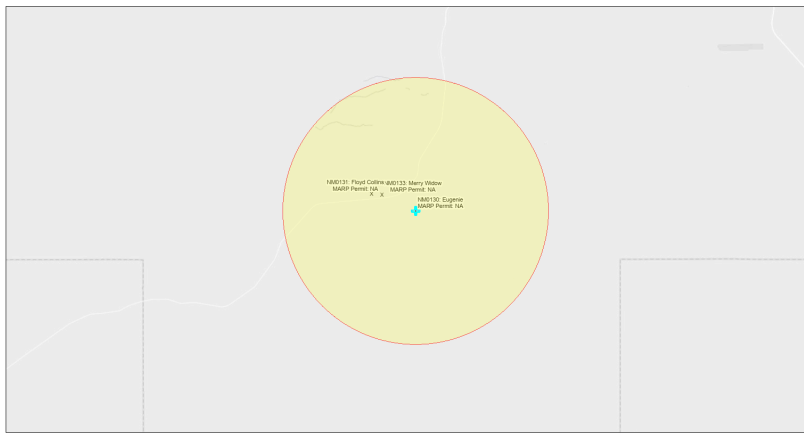 NM0131: Floyd Collins
MARP Permit: NA
X
NM0133: Merry Widow
MARP Permit: NA
X
NM0130: Eugenie
MARP Permit: NA